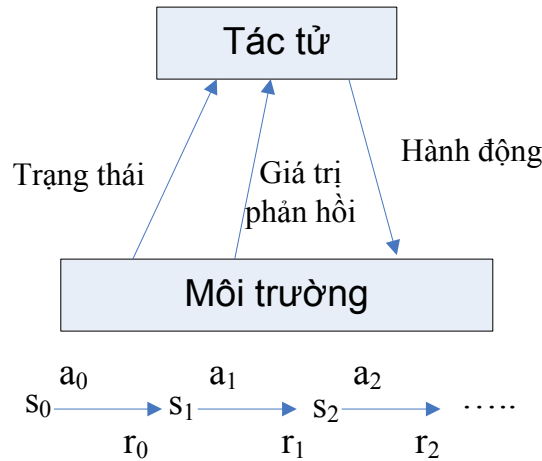 Tác tử
Trạng thái
Giá trị
phản hồi
Hành động
Môi trường
a₀ a₁ a₂
s₀ s₁ s₂ .....
r₀ r₁ r₂